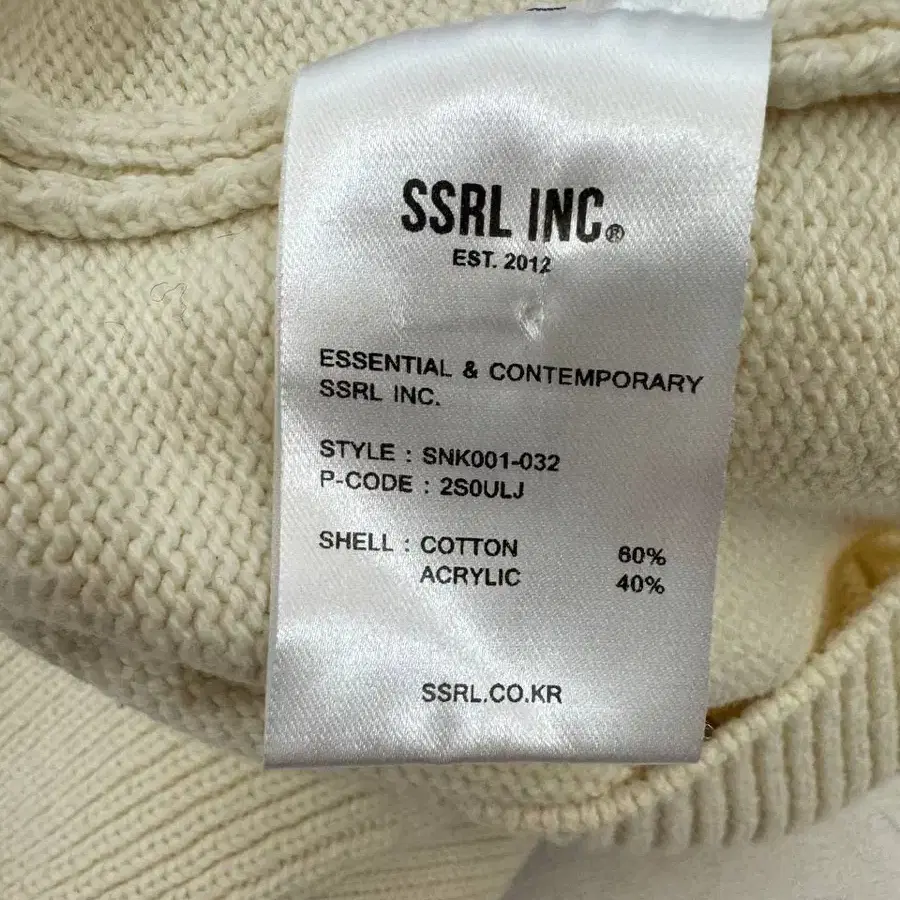 SSRL INC.®
EST. 2012
ESSENTIAL & CONTEMPORARY
SSRL INC.
STYLE : SNK001-032
P-CODE : 2S0ULJ
SHELL : COTTON 60%
ACRYLIC 40%
SSRL.CO.KR